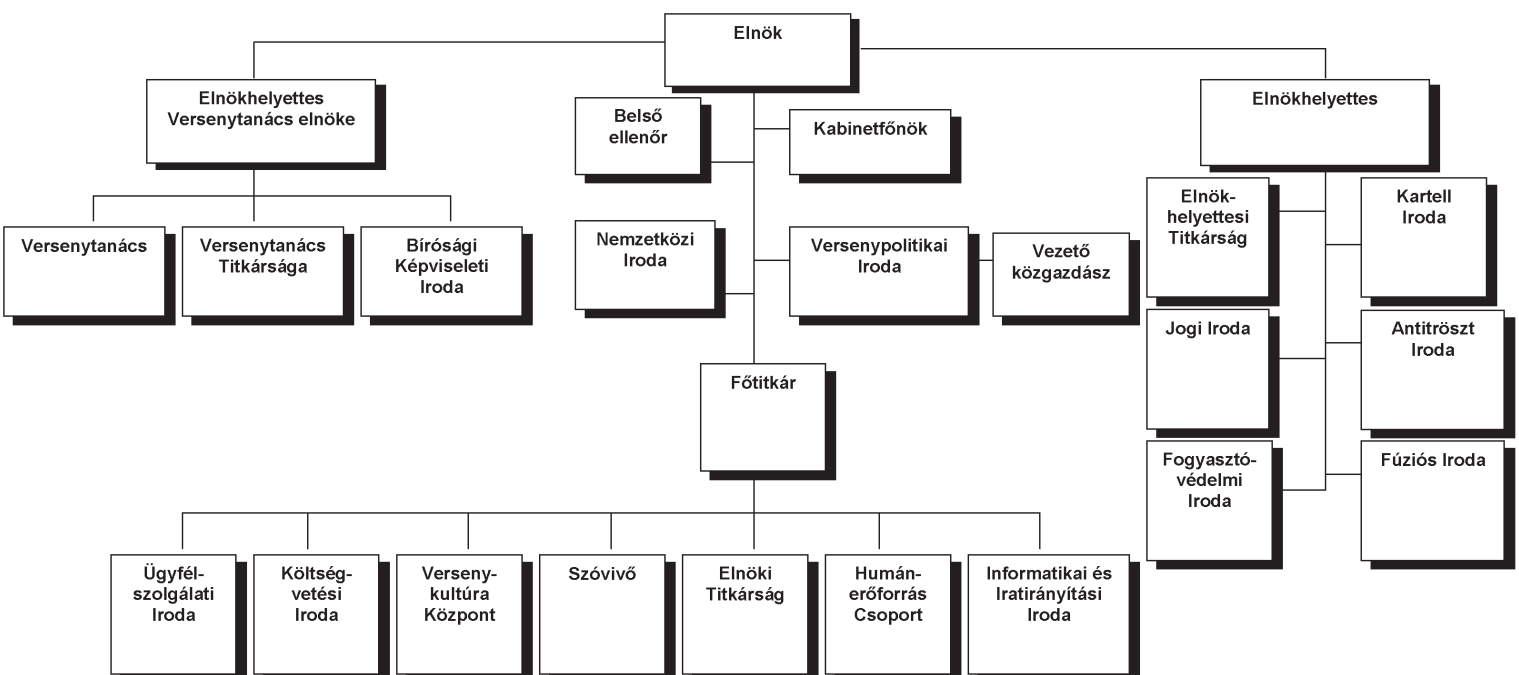 Elnök
Elnökhelyettes
Versenytanács elnöke
Belső
ellenőr
Kabinetfőnök
Elnökhelyettes
Versenytanács
Versenytanács
Titkársága
Bírósági
Képviseleti
Iroda
Nemzetközi
Iroda
Versenypolitikai
Iroda
Vezető
közgazdász
Elnök-
helyettesi
Titkárság
Kartell
Iroda
Jogi Iroda
Antitröszt
Iroda
Fogyasztó-
védelmi
Iroda
Fúziós Iroda
Főtitkár
Ügyfél-
szolgálati
Iroda
Költség-
vetési
Iroda
Verseny-
kultúra
Központ
Szóvivő
Elnöki
Titkárság
Humán-
erőforrás
Csoport
Informatikai és
Iratirányítási
Iroda